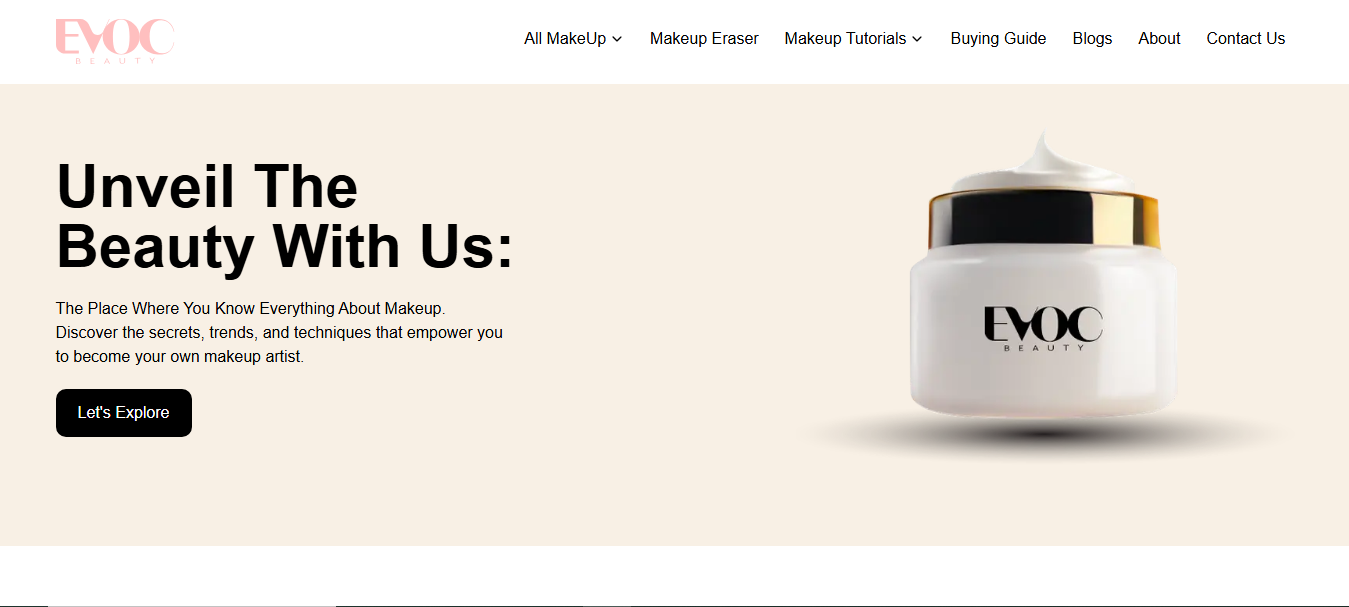 EVOC
BEAUTY
All MakeUp
Makeup Eraser
Makeup Tutorials
Buying Guide
Blogs
About
Contact Us
Unveil The
Beauty With Us:
The Place Where You Know Everything About Makeup.
Discover the secrets, trends, and techniques that empower you
to become your own makeup artist.
Let's Explore
EVOC
BEAUTY